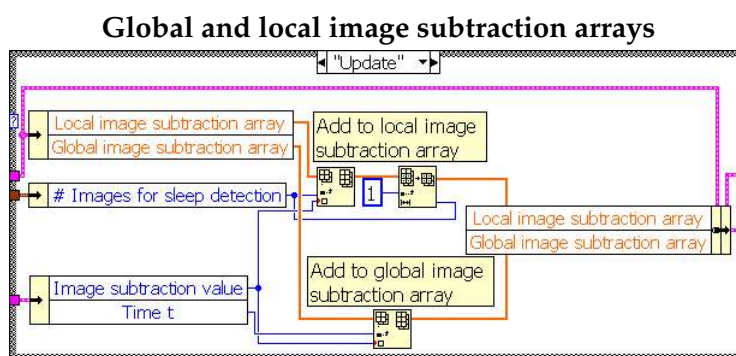 Global and local image subtraction arrays
"Update"
?
Local image subtraction array
Global image subtraction array
Add to local image
subtraction array
# Images for sleep detection
1
Local image subtraction array
Global image subtraction array
Add to global image
subtraction array
Image subtraction value
Time t